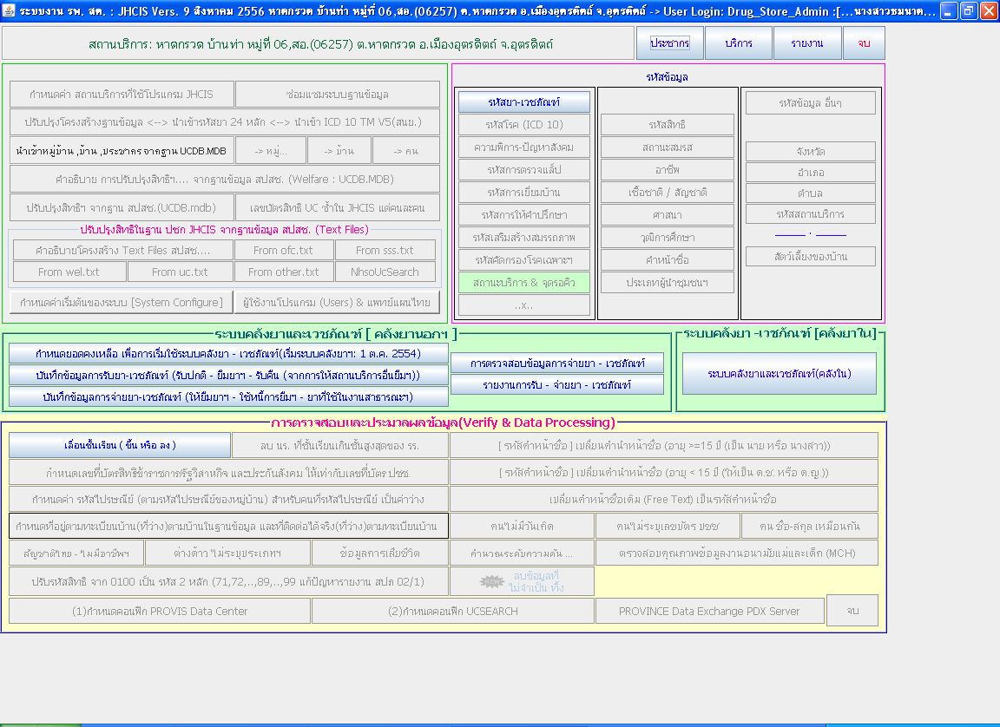 ระบบงาน รพ. สต. : JHCIS Vers. 9 สิงหาคม 2556 หาดกรวด บ้านท่า หมู่ที่ 06,สอ.(06257) ต.หาดกรวด อ.เมืองอุตรดิตถ์ จ.อุตรดิตถ์ -> User Login: Drug_Store_Admin :[...นางสาวชมนาด...
สถานบริการ: หาดกรวด บ้านท่า หมู่ที่ 06,สอ.(06257) ต.หาดกรวด อ.เมืองอุตรดิตถ์ จ.อุตรดิตถ์
ประชากร
บริการ
รายงาน
จบ
กำหนดค่า สถานบริการที่ใช้โปรแกรม JHCIS
ซ่อมแซมระบบฐานข้อมูล
ปรับปรุงโครงสร้างฐานข้อมูล <--> นำเข้ารหัสยา 24 หลัก <--> นำเข้า ICD 10 TM V5(สนย.)
นำเข้าหมู่บ้าน ,บ้าน ,ประชากร จากฐาน UCDB.MDB
-> หมู่...
-> บ้าน
-> คน
คำอธิบาย การปรับปรุงสิทธิฯ.... จากฐานข้อมูล สปสช. (Welfare : UCDB.MDB)
ปรับปรุงสิทธิฯ จากฐาน สปสช.(UCDB.mdb)
เลขบัตรสิทธิ UC ซ้ำใน JHCIS แต่คนละคน
ปรับปรุงสิทธิในฐาน ปชก JHCIS จากฐานข้อมูล สปสช. (Text Files)
คำอธิบายโครงสร้าง Text Files สปสช....
From ofc.txt
From sss.txt
From wel.txt
From uc.txt
From other.txt
NhsoUcSearch
กำหนดค่าเริ่มต้นของระบบ [System Configure]
ผู้ใช้งานโปรแกรม (Users) & แพทย์แผนไทย
รหัสข้อมูล
รหัสยา-เวชภัณฑ์
รหัสโรค (ICD 10)
ความพิการ-ปัญหาสังคม
รหัสการตรวจแล็ป
รหัสการเยี่ยมบ้าน
รหัสการให้คำปรึกษา
รหัสเสริมสร้างสมรรถภาพ
รหัสคัดกรองโรคเฉพาะฯ
สถานะบริการ & จุดรอคิว
..x..
รหัสสิทธิ
สถานะสมรส
อาชีพ
เชื้อชาติ / สัญชาติ
ศาสนา
วุฒิการศึกษา
คำหน้าชื่อ
ประเภทผู้นำชุมชนฯ
รหัสข้อมูล อื่นๆ
จังหวัด
อำเภอ
ตำบล
รหัสสถานบริการ
_____ . _____
สัตว์เลี้ยงของบ้าน
ระบบคลังยาและเวชภัณฑ์ [ คลังยานอกฯ ]
กำหนดยอดคงเหลือ เพื่อการเริ่มใช้ระบบคลังยา - เวชภัณฑ์(เริ่มระบบคลังยาฯ: 1 ต.ค. 2554)
บันทึกข้อมูลการรับยา-เวชภัณฑ์ (รับปกติ - ยืมยาฯ - รับคืน (จากการให้สถานบริการอื่นยืมฯ))
บันทึกข้อมูลการจ่ายยา-เวชภัณฑ์ (ให้ยืมยาฯ - ใช้หนี้การยืมฯ - ยาที่ใช้ในงานสาธารณะฯ)
การตรวจสอบข้อมูลการจ่ายยา - เวชภัณฑ์
รายงานการรับ - จ่ายยา - เวชภัณฑ์
ระบบคลังยา -เวชภัณฑ์ [คลังยาใน]
ระบบคลังยาและเวชภัณฑ์(คลังใน)
การตรวจสอบและประมวลผลข้อมูล(Verify & Data Processing)
เลื่อนชั้นเรียน ( ขึ้น หรือ ลง )
ลบ นร. ที่ชั้นเรียนเกินชั้นสูงสุดของ รร.
[ รหัสคำหน้าชื่อ ] เปลี่ยนคำนำหน้าชื่อ (อายุ >=15 ปี (เป็น นาย หรือ นางสาว))
กำหนดเลขที่บัตรสิทธิข้าราชการ/รัฐวิสาหกิจ และประกันสังคม ให้เท่ากับเลขที่บัตร ปชช.
[ รหัสคำหน้าชื่อ ] เปลี่ยนคำนำหน้าชื่อ (อายุ < 15 ปี (ให้เป็น ด.ช. หรือ ด.ญ.))
กำหนดค่า รหัสไปรษณีย์ (ตามรหัสไปรษณีย์ของหมู่บ้าน) สำหรับคนที่รหัสไปรษณีย์ เป็นค่าว่าง
เปลี่ยนคำหน้าชื่อเดิม (Free Text) เป็นรหัสคำหน้าชื่อ
กำหนดที่อยู่ตามทะเบียนบ้าน(ที่ว่าง)ตามบ้านในฐานข้อมูล และที่ติดต่อได้จริง(ที่ว่าง)ตามทะเบียนบ้าน
คนไม่มีวันเกิด
คนไม่ระบุเลขบัตร ปชช
คน ชื่อ-สกุล เหมือนกัน
สัญชาติไทย - ไม่มีอาชีพฯ
ต่างด้าว ไม่ระบุประเภทฯ
ข้อมูลการเสียชีวิต
คำนวณระดับความดัน ...
ตรวจสอบคุณภาพข้อมูลงานอนามัยแม่และเด็ก (MCH)
ปรับรหัสสิทธิ จาก 0100 เป็น รหัส 2 หลัก (71,72,..,89,..,99 แก้ปัญหารายงาน สปภ 02/1)
ลบข้อมูลที่
ไม่จำเป็น ทิ้ง
(1)กำหนดคอนฟิก PROVIS Data Center
(2)กำหนดคอนฟิก UCSEARCH
PROVINCE Data Exchange PDX Server
จบ